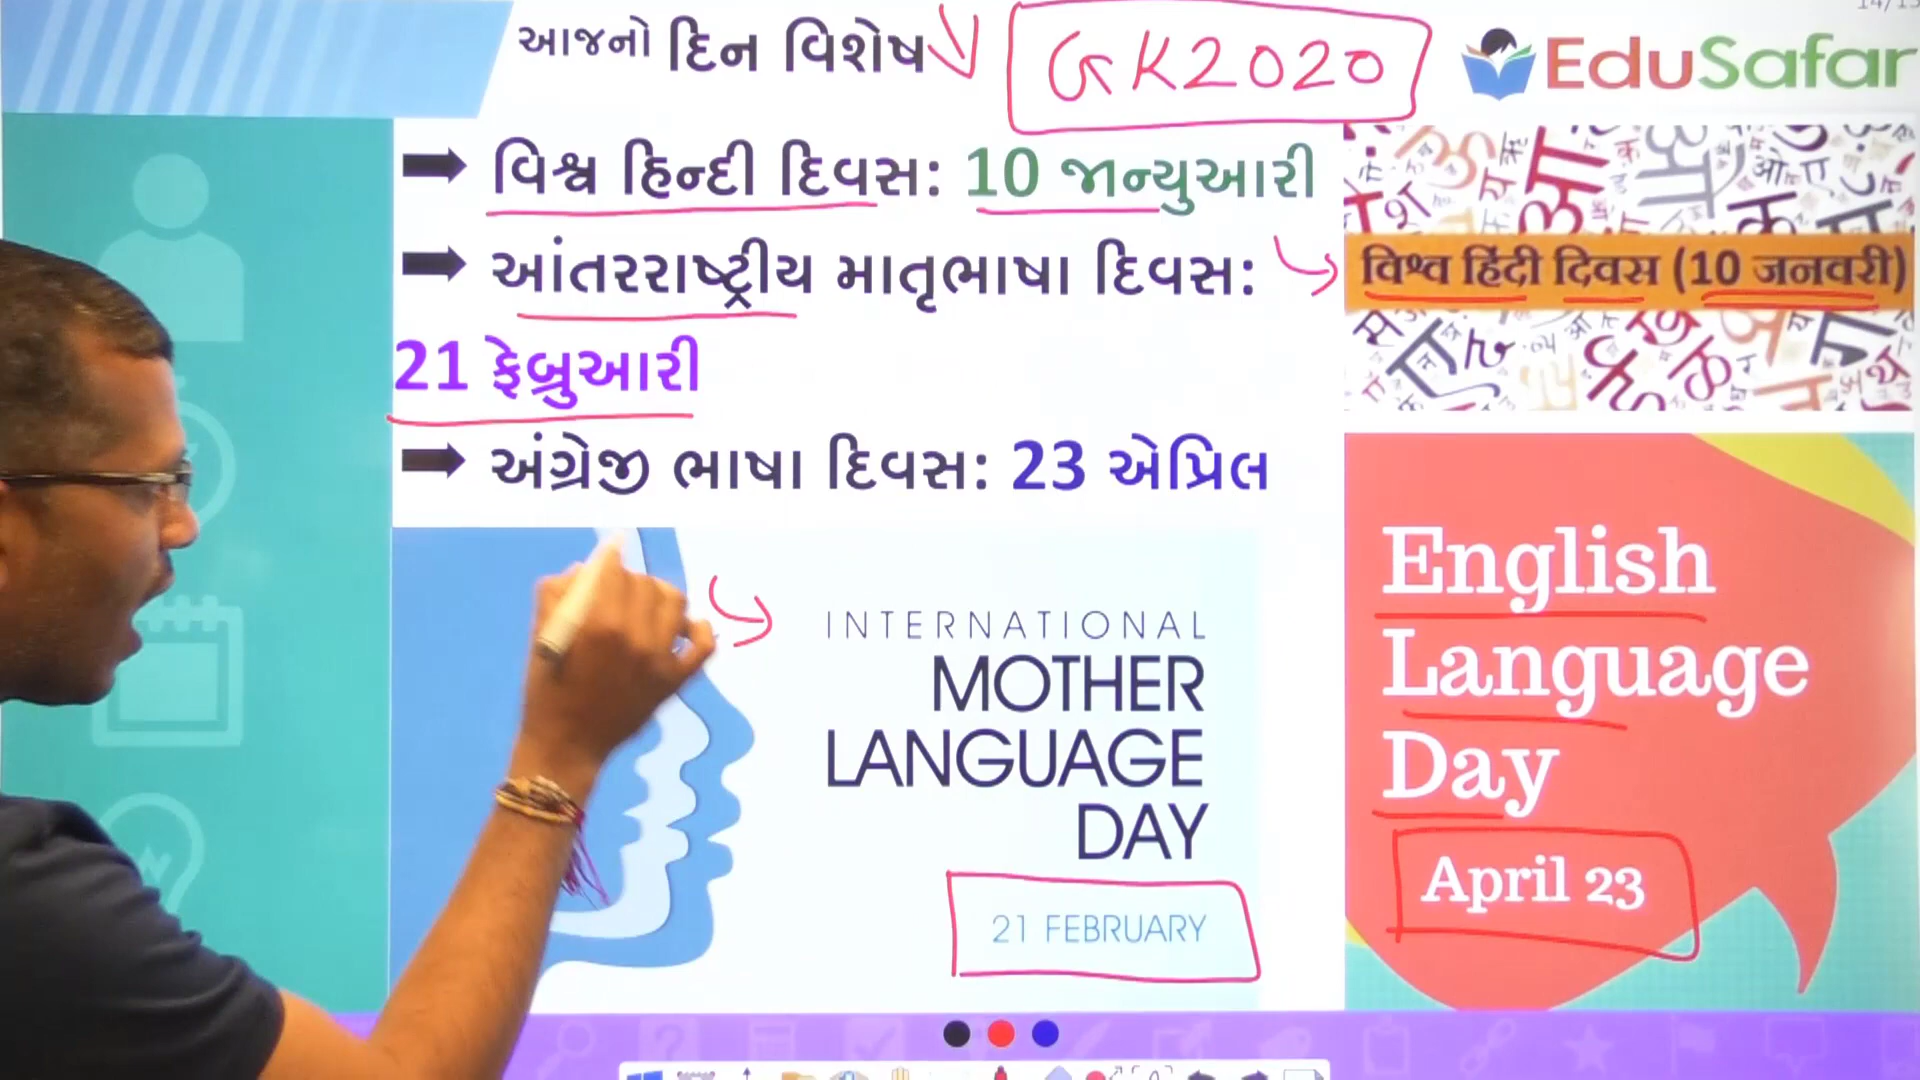 આજનો દિન વિશેષ
GK2020
EduSafar
➡ વિશ્વ હિન્દી દિવસ: 10 જાન્યુઆરી
➡ આંતરરાષ્ટ્રીય માતૃભાષા દિવસ:
21 ફેબ્રુઆરી
➡ અંગ્રેજી ભાષા દિવસ: 23 એપ્રિલ
विश्व हिंदी दिवस (10 जनवरी)
INTERNATIONAL
MOTHER
LANGUAGE
DAY
21 FEBRUARY
English
Language
Day
April 23